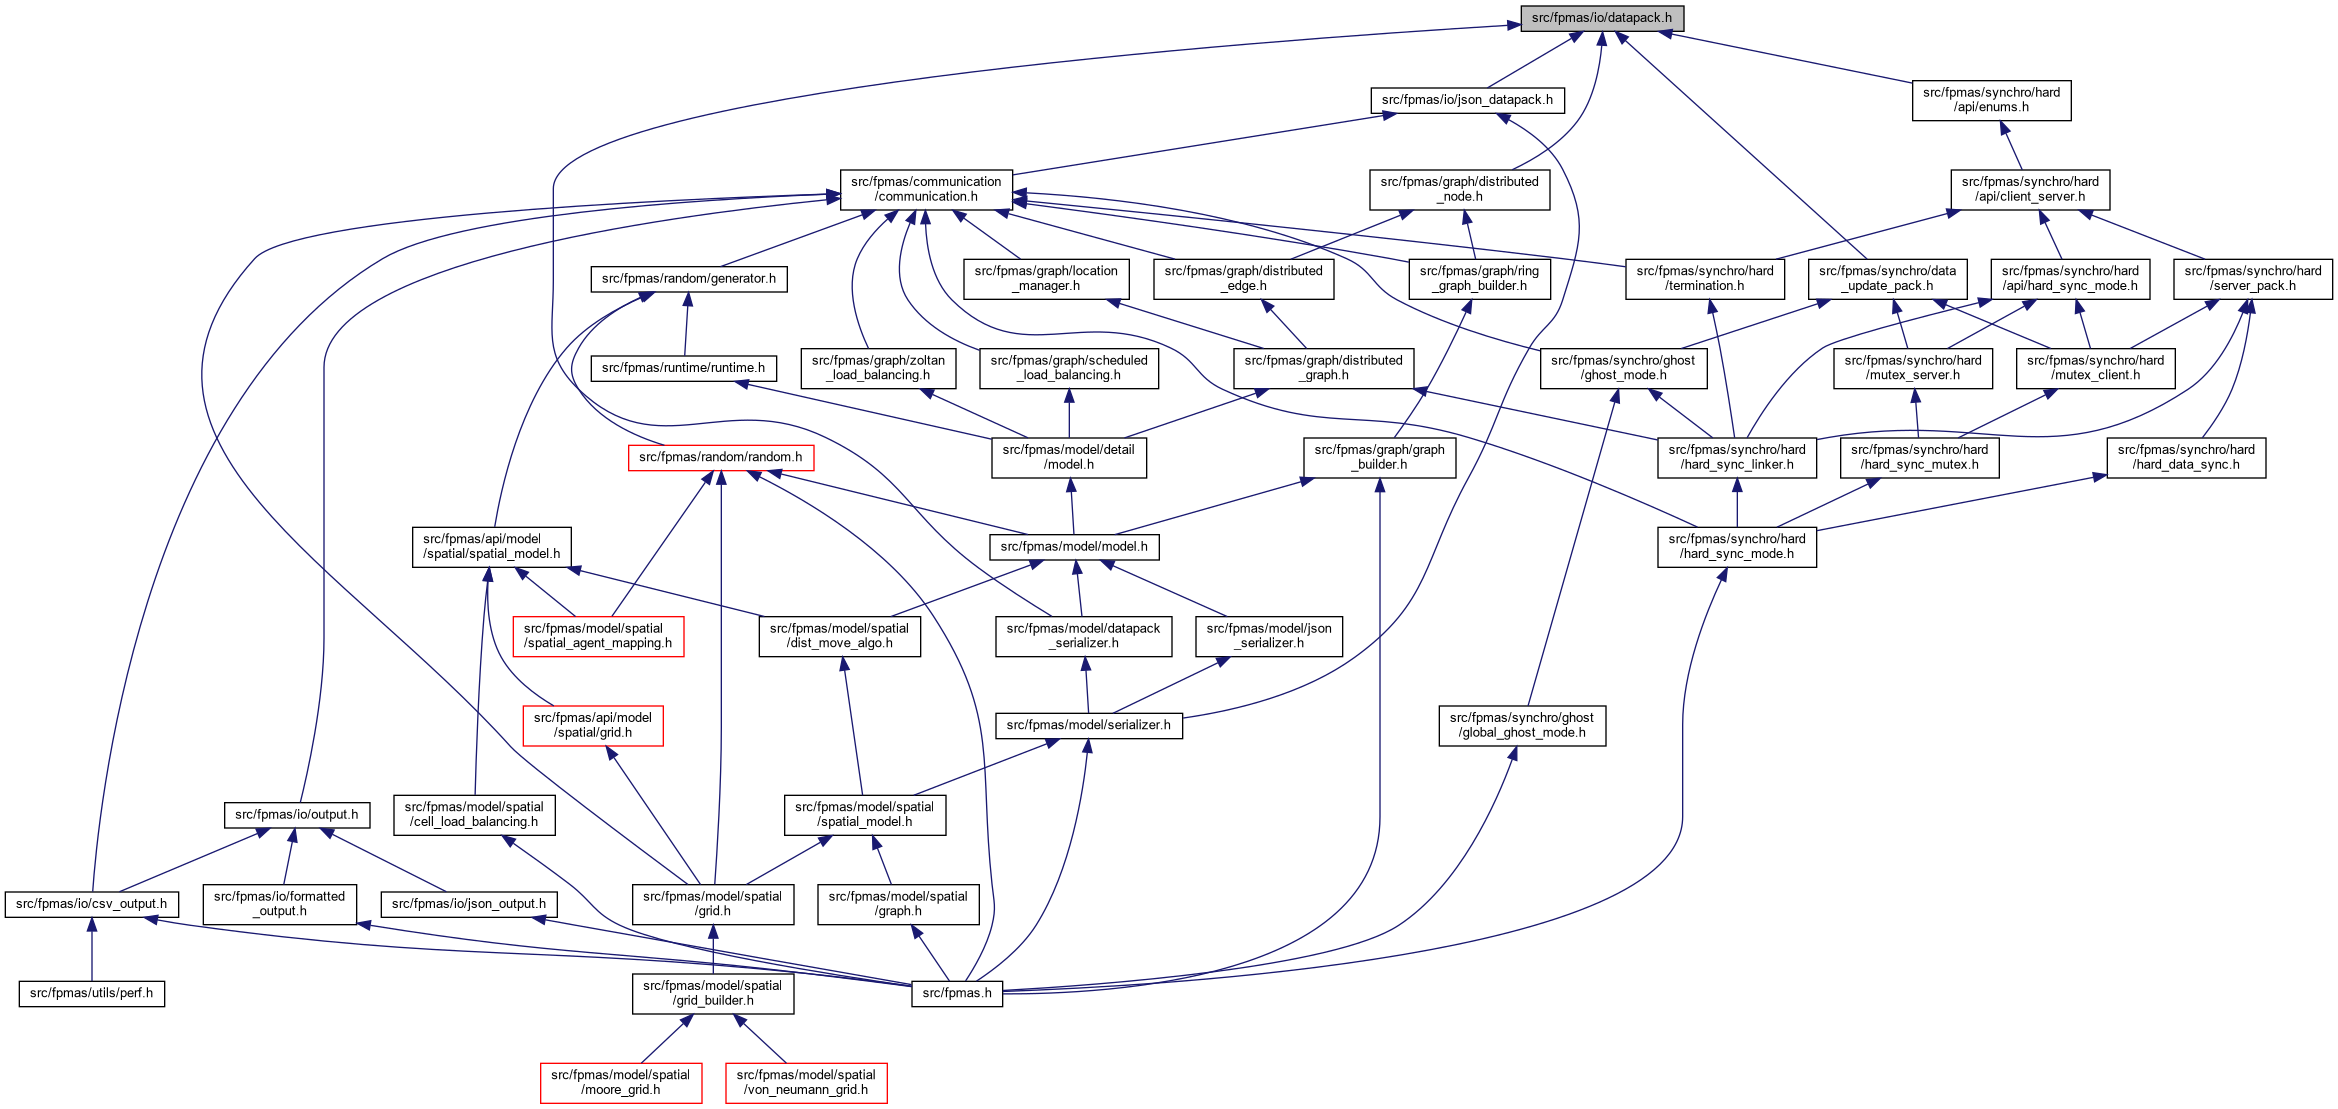 src/fpmas/io/datapack.h
src/fpmas/io/json_datapack.h
src/fpmas/synchro/hard
/api/enums.h
src/fpmas/communication
/communication.h
src/fpmas/graph/distributed
_node.h
src/fpmas/synchro/hard
/api/client_server.h
src/fpmas/random/generator.h
src/fpmas/graph/location
_manager.h
src/fpmas/graph/distributed
_edge.h
src/fpmas/graph/ring
_graph_builder.h
src/fpmas/synchro/hard
/termination.h
src/fpmas/synchro/data
_update_pack.h
src/fpmas/synchro/hard
/api/hard_sync_mode.h
src/fpmas/synchro/hard
/server_pack.h
src/fpmas/runtime/runtime.h
src/fpmas/graph/zoltan
_load_balancing.h
src/fpmas/graph/scheduled
_load_balancing.h
src/fpmas/graph/distributed
_graph.h
src/fpmas/synchro/ghost
/ghost_mode.h
src/fpmas/synchro/hard
/mutex_server.h
src/fpmas/synchro/hard
/mutex_client.h
src/fpmas/random/random.h
src/fpmas/model/detail
/model.h
src/fpmas/graph/graph
_builder.h
src/fpmas/synchro/hard
/hard_sync_linker.h
src/fpmas/synchro/hard
/hard_sync_mutex.h
src/fpmas/synchro/hard
/hard_data_sync.h
src/fpmas/api/model
/spatial/spatial_model.h
src/fpmas/model/model.h
src/fpmas/synchro/hard
/hard_sync_mode.h
src/fpmas/model/spatial
/spatial_agent_mapping.h
src/fpmas/model/spatial
/dist_move_algo.h
src/fpmas/model/datapack
_serializer.h
src/fpmas/model/json
_serializer.h
src/fpmas/api/model
/spatial/grid.h
src/fpmas/model/serializer.h
src/fpmas/synchro/ghost
/global_ghost_mode.h
src/fpmas/io/output.h
src/fpmas/model/spatial
/cell_load_balancing.h
src/fpmas/model/spatial
/spatial_model.h
src/fpmas/io/csv_output.h
src/fpmas/io/formatted
_output.h
src/fpmas/io/json_output.h
src/fpmas/model/spatial
/grid.h
src/fpmas/model/spatial
/graph.h
src/fpmas/utils/perf.h
src/fpmas/model/spatial
/grid_builder.h
src/fpmas.h
src/fpmas/model/spatial
/moore_grid.h
src/fpmas/model/spatial
/von_neumann_grid.h